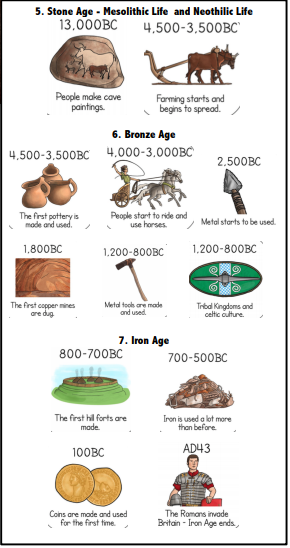 5. Stone Age - Mesolithic Life and Neothilic Life
13,000BC
People make cave
paintings.
4,500-3,500BC
Farming starts and
begins to spread.
6. Bronze Age
4,500-3,500BC
The first pottery is
made and used.
4,000-3,000BC
People start to ride and
use horses.
2,500BC
Metal starts to be used.
1,800BC
The first copper mines
are dug.
1,200-800BC
Metal tools are made
and used.
1,200-800BC
Tribal Kingdoms and
celtic culture.
7. Iron Age
800-700BC
The first hill forts are
made.
700-500BC
Iron is used a lot more
than before.
100BC
Coins are made and used
for the first time.
AD43
The Romans invade
Britain - Iron Age ends.